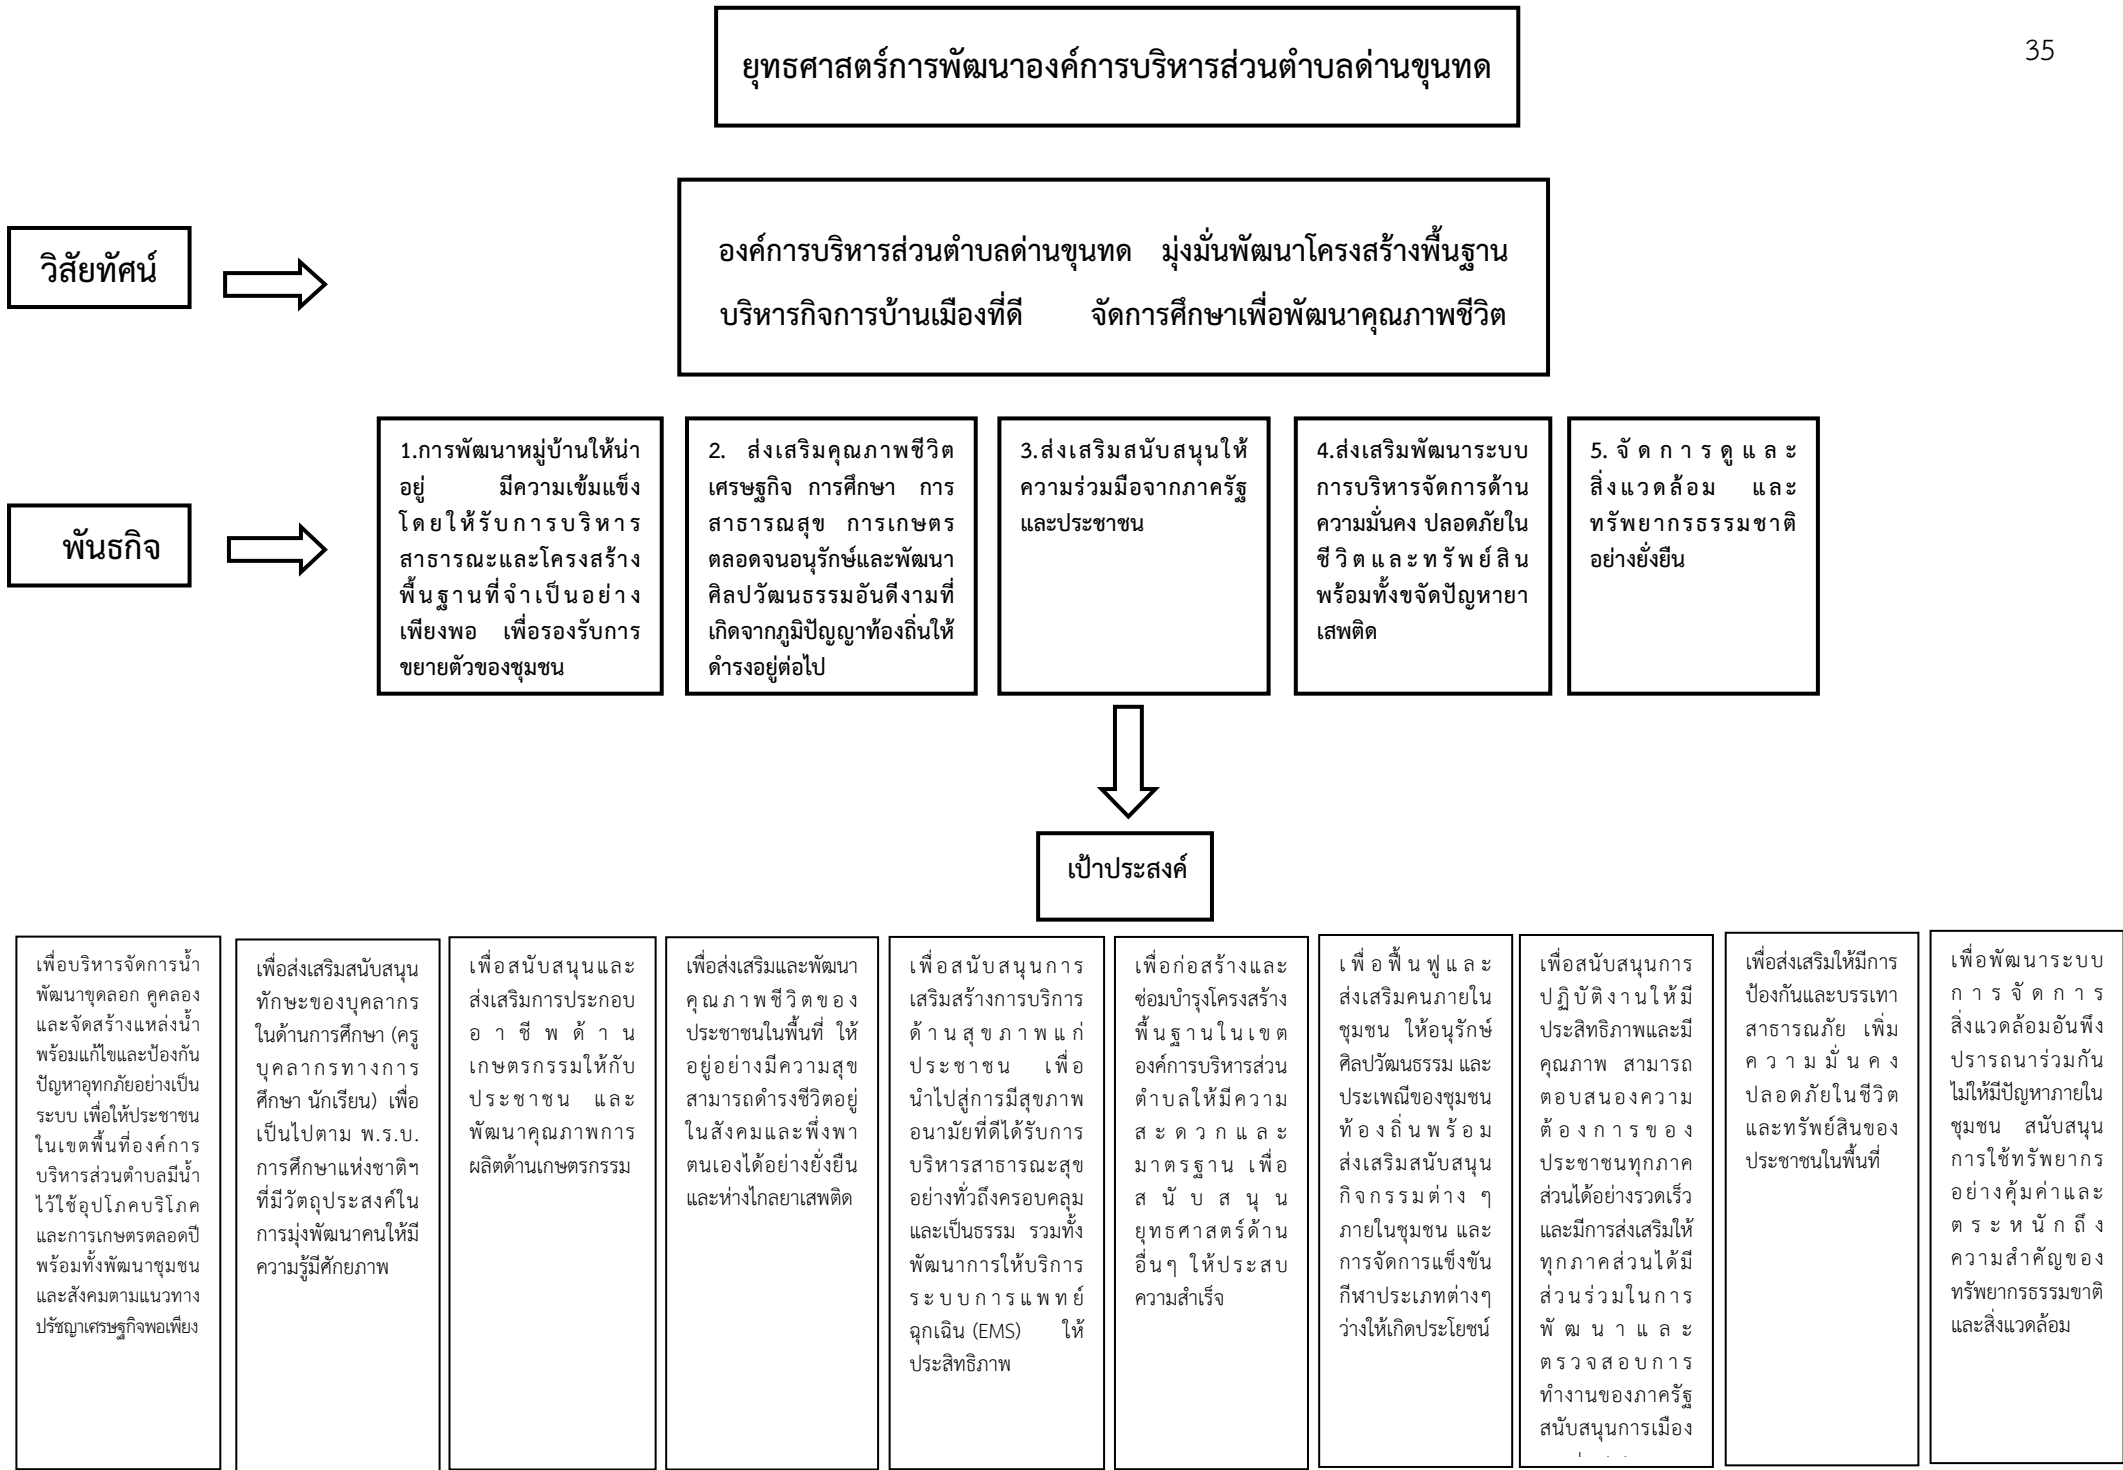 35
ยุทธศาสตร์การพัฒนาองค์การบริหารส่วนตำบลด่านขุนทด
วิสัยทัศน์
องค์การบริหารส่วนตำบลด่านขุนทด มุ่งมั่นพัฒนาโครงสร้างพื้นฐาน
บริหารกิจการบ้านเมืองที่ดี จัดการศึกษาเพื่อพัฒนาคุณภาพชีวิต
พันธกิจ
1.การพัฒนาหมู่บ้านให้น่า
อยู่ มีความเข้มแข็ง
โดยให้รับการบริหาร
สาธารณะและโครงสร้าง
พื้นฐานที่จำเป็นอย่าง
เพียงพอ เพื่อรองรับการ
ขยายตัวของชุมชน
2. ส่งเสริมคุณภาพชีวิต
เศรษฐกิจ การศึกษา การ
สาธารณสุข การเกษตร
ตลอดจนอนุรักษ์และพัฒนา
ศิลปวัฒนธรรมอันดีงามที่
เกิดจากภูมิปัญญาท้องถิ่นให้
ดำรงอยู่ต่อไป
3.ส่งเสริมสนับสนุนให้
ความร่วมมือจากภาครัฐ
และประชาชน
4.ส่งเสริมพัฒนาระบบ
การบริหารจัดการด้าน
ความมั่นคง ปลอดภัยใน
ชีวิตและทรัพย์สิน
พร้อมทั้งขจัดปัญหายา
เสพติด
5. จัดการดูและ
สิ่งแวดล้อม และ
ทรัพยากรธรรมชาติ
อย่างยั่งยืน
เป้าประสงค์
เพื่อบริหารจัดการน้ำ
พัฒนาขุดลอก คูคลอง
และจัดสร้างแหล่งน้ำ
พร้อมแก้ไขและป้องกัน
ปัญหาอุทกภัยอย่างเป็น
ระบบ เพื่อให้ประชาชน
ในเขตพื้นที่องค์การ
บริหารส่วนตำบลมีน้ำ
ไว้ใช้อุปโภคบริโภค
และการเกษตรตลอดปี
พร้อมทั้งพัฒนาชุมชน
และสังคมตามแนวทาง
ปรัชญาเศรษฐกิจพอเพียง
เพื่อส่งเสริมสนับสนุน
ทักษะของบุคลากร
ในด้านการศึกษา (ครู
บุคลากรทางการ
ศึกษา นักเรียน) เพื่อ
เป็นไปตาม พ.ร.บ.
การศึกษาแห่งชาติฯ
ที่มีวัตถุประสงค์ใน
การมุ่งพัฒนาคนให้มี
ความรู้มีศักยภาพ
เพื่อสนับสนุนและ
ส่งเสริมการประกอบ
อาชีพด้าน
เกษตรกรรมให้กับ
ประชาชน และ
พัฒนาคุณภาพการ
ผลิตด้านเกษตรกรรม
เพื่อส่งเสริมและพัฒนา
คุณภาพชีวิตของ
ประชาชนในพื้นที่ ให้
อยู่อย่างมีความสุข
สามารถดำรงชีวิตอยู่
ในสังคมและพึ่งพา
ตนเองได้อย่างยั่งยืน
และห่างไกลยาเสพติด
เพื่อสนับสนุนการ
เสริมสร้างการบริการ
ด้านสุขภาพแก่
ประชาชน เพื่อ
นำไปสู่การมีสุขภาพ
อนามัยที่ดีได้รับการ
บริหารสาธารณะสุข
อย่างทั่วถึงครอบคลุม
และเป็นธรรม รวมทั้ง
พัฒนาการให้บริการ
ระบบการแพทย์
ฉุกเฉิน (EMS) ให้
ประสิทธิภาพ
เพื่อก่อสร้างและ
ซ่อมบำรุงโครงสร้าง
พื้นฐานในเขต
องค์การบริหารส่วน
ตำบลให้มีความ
สะดวกและ
มาตรฐาน เพื่อ
สนับสนุน
ยุทธศาสตร์ด้าน
อื่นๆ ให้ประสบ
ความสำเร็จ
เพื่อฟื้นฟูและ
ส่งเสริมคนภายใน
ชุมชน ให้อนุรักษ์
ศิลปวัฒนธรรม และ
ประเพณีของชุมชน
ท้องถิ่นพร้อม
ส่งเสริมสนับสนุน
กิจกรรมต่าง ๆ
ภายในชุมชน และ
การจัดการแข็งขัน
กีฬาประเภทต่างๆ
ว่างให้เกิดประโยชน์
เพื่อสนับสนุนการ
ปฏิบัติงานให้มี
ประสิทธิภาพและมี
คุณภาพ สามารถ
ตอบสนองความ
ต้องการของ
ประชาชนทุกภาค
ส่วนได้อย่างรวดเร็ว
และมีการส่งเสริมให้
ทุกภาคส่วนได้มี
ส่วนร่วมในการ
พัฒนาและ
ตรวจสอบการ
ทำงานของภาครัฐ
สนับสนุนการเมือง
เพื่อส่งเสริมให้มีการ
ป้องกันและบรรเทา
สาธารณภัย เพิ่ม
ความมั่นคง
ปลอดภัยในชีวิต
และทรัพย์สินของ
ประชาชนในพื้นที่
เพื่อพัฒนาระบบ
การจัดการ
สิ่งแวดล้อมอันพึง
ปรารถนาร่วมกัน
ไม่ให้มีปัญหาภายใน
ชุมชน สนับสนุน
การใช้ทรัพยากร
อย่างคุ้มค่าและ
ตระหนักถึง
ความสำคัญของ
ทรัพยากรธรรมขาติ
และสิ่งแวดล้อม